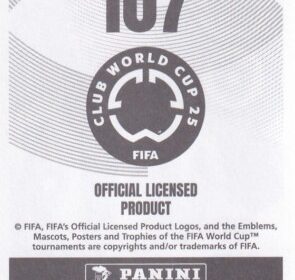 107
CLUB WORLD CUP 25
FIFA
OFFICIAL LICENSED
PRODUCT
© FIFA, FIFA's Official Licensed Product Logos, and the Emblems,
Mascots, Posters and Trophies of the FIFA World Cup™
tournaments are copyrights and/or trademarks of FIFA.
PANINI